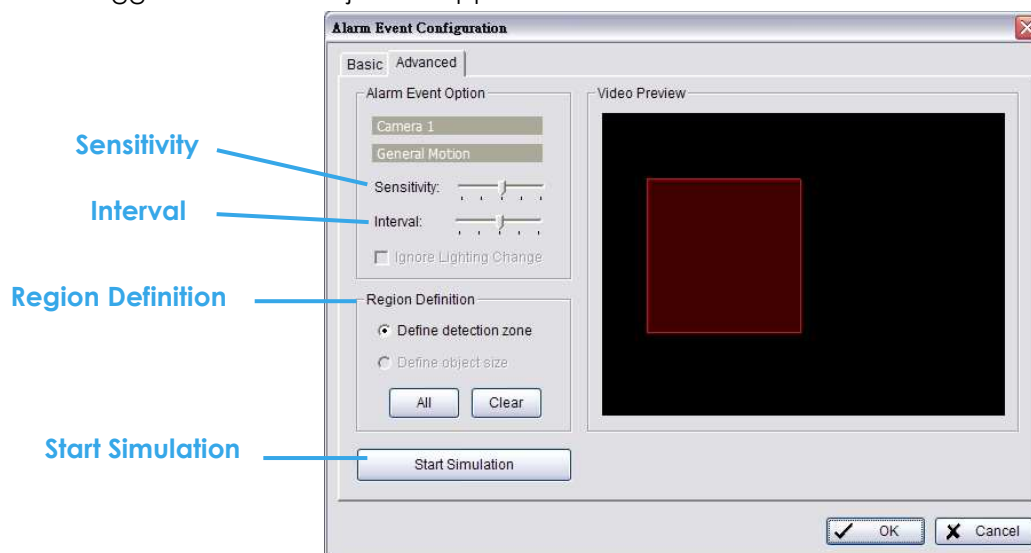 Alarm Event Configuration
Basic Advanced
Alarm Event Option
Video Preview
Camera 1
General Motion
Sensitivity
Sensitivity:
Interval
Interval:
Ignore Lighting Change
Region Definition
Region Definition
Define detection zone
Define object size
All Clear
Start Simulation
Start Simulation
OK Cancel